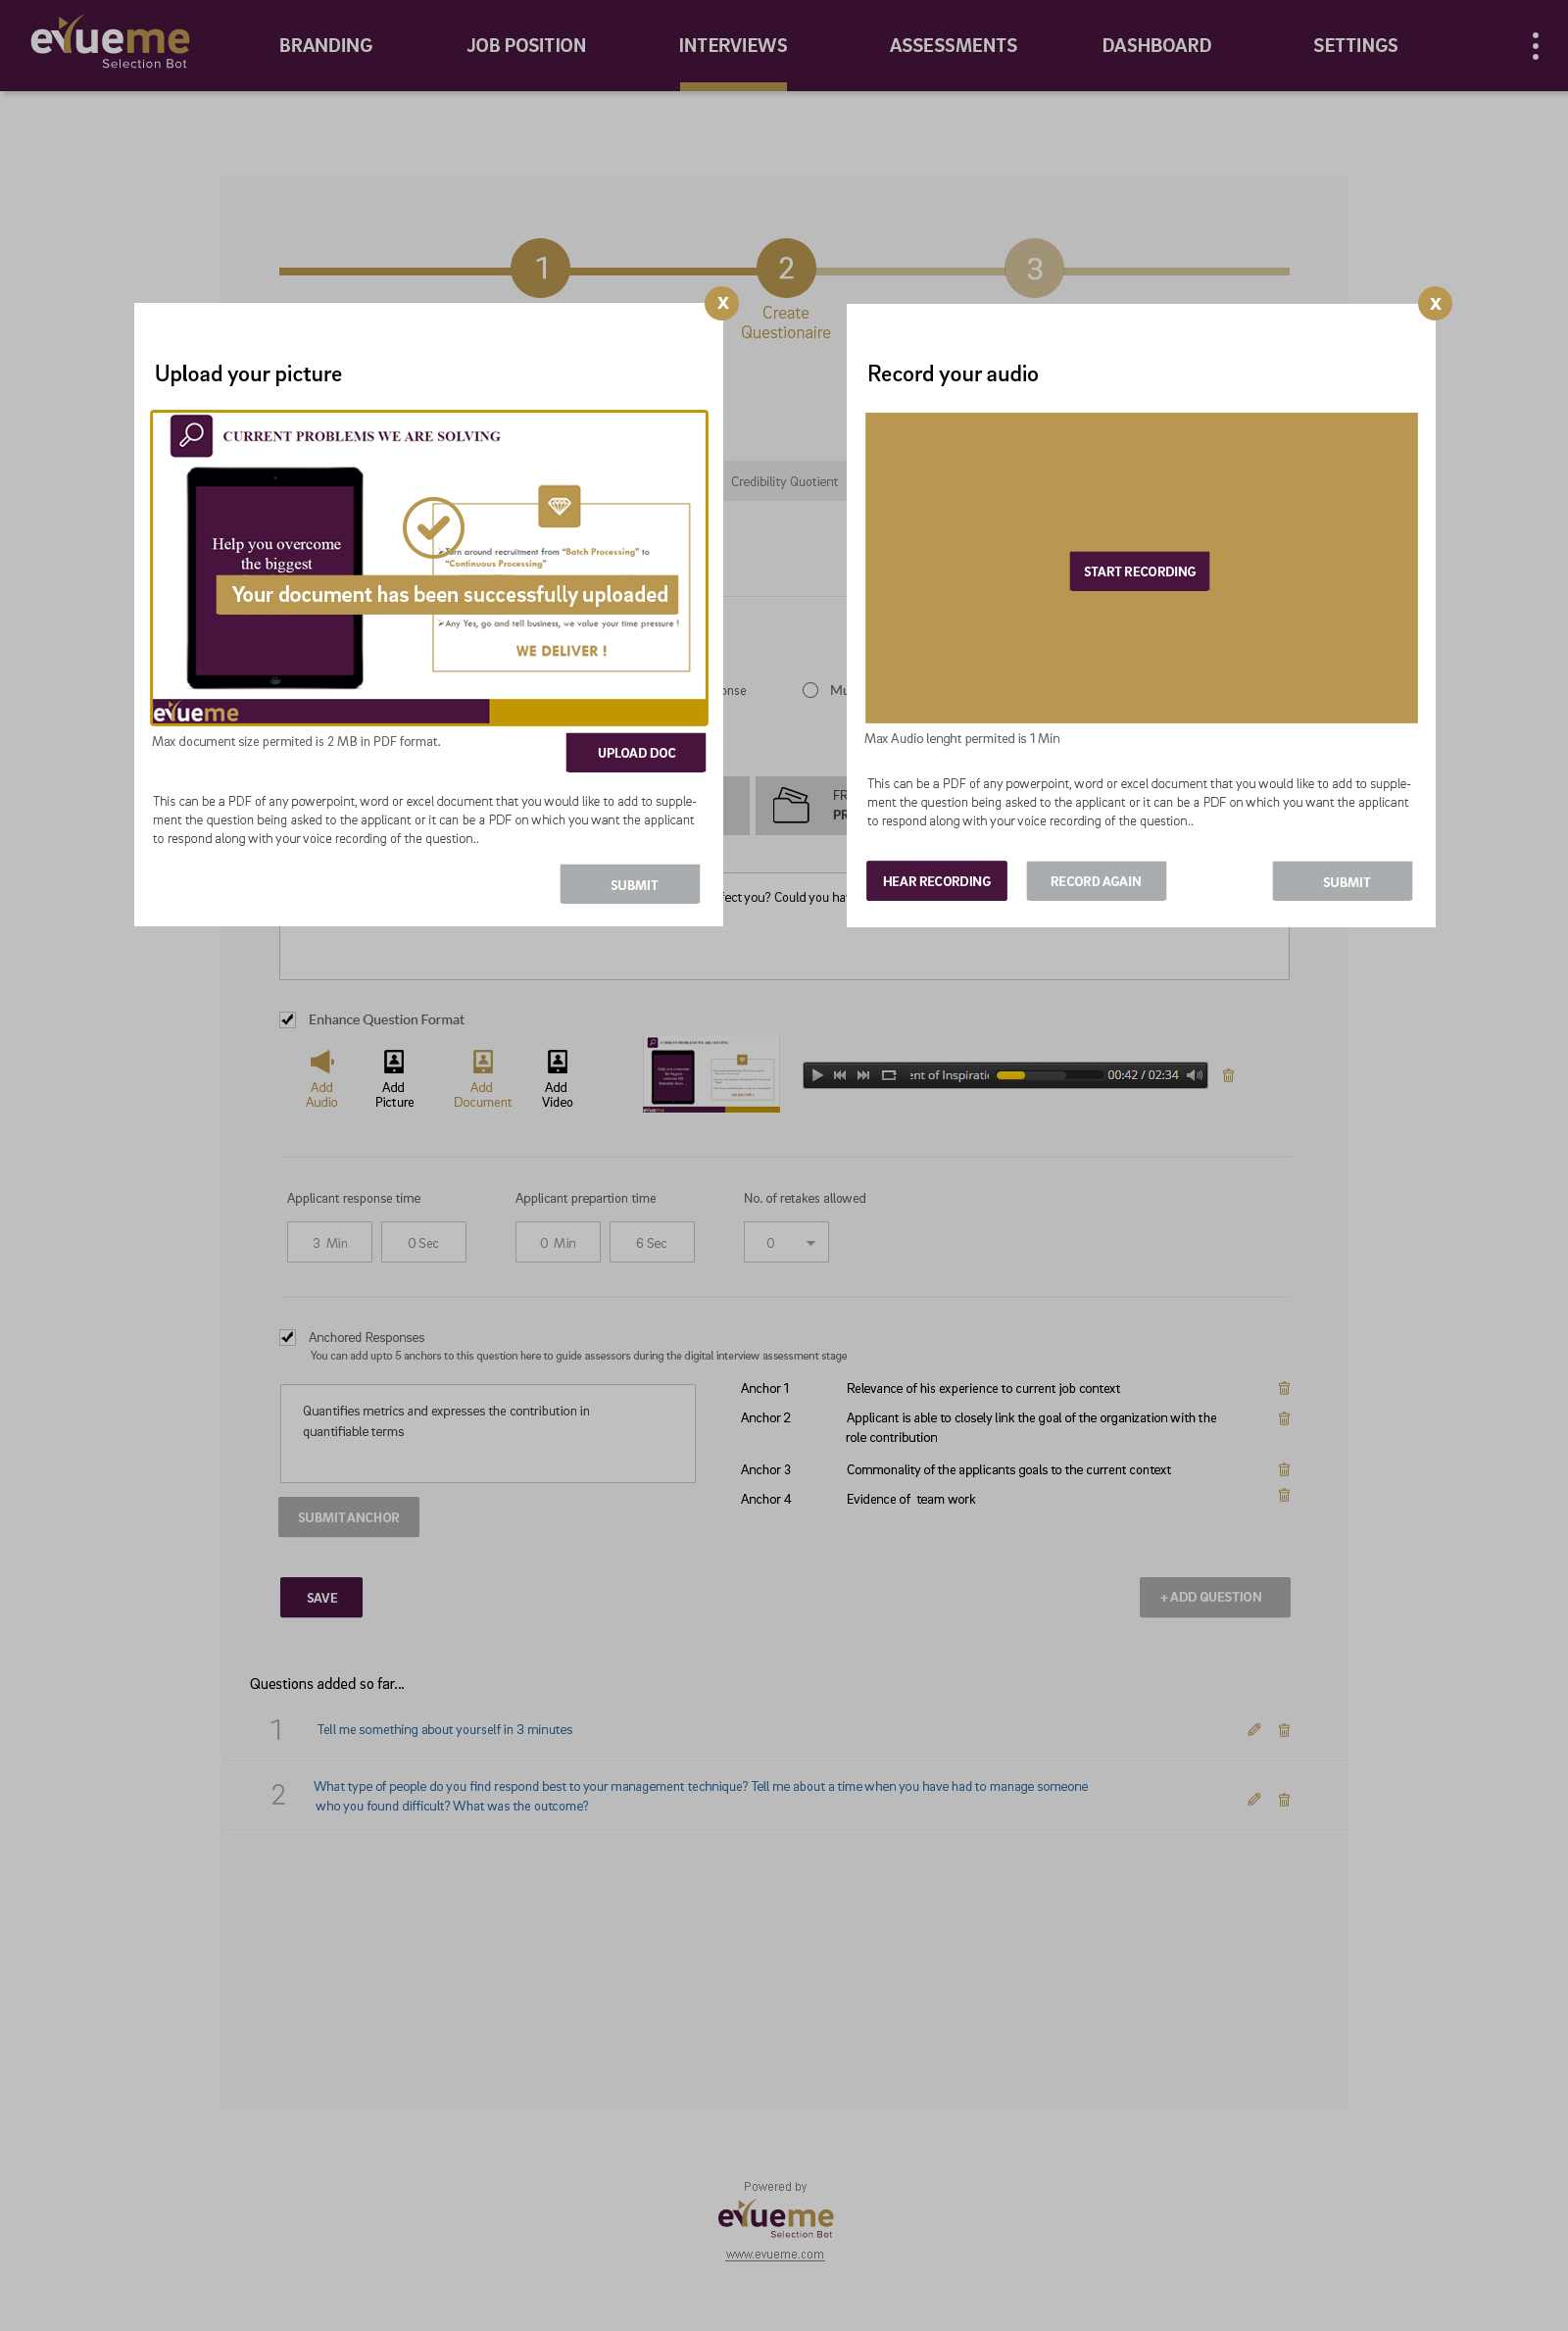 evueme
Selection Bot
BRANDING
JOB POSITION
INTERVIEWS
ASSESSMENTS
DASHBOARD
SETTINGS
1
2
3
Create
Questionaire
X
Upload your picture
CURRENT PROBLEMS WE ARE SOLVING
Help you overcome
the biggest
➢Turn around recruitment from “Batch Processing” to
“Continuous Processing”
Your document has been successfully uploaded
➢Any Yes, go and tell business, we value your time pressure !
WE DELIVER !
evueme
Max document size permited is 2 MB in PDF format.
UPLOAD DOC
This can be a PDF of any powerpoint, word or excel document that you would like to add to supple-
ment the question being asked to the applicant or it can be a PDF on which you want the applicant
to respond along with your voice recording of the question..
SUBMIT
Credibility Quotient
X
Record your audio
START RECORDING
Max Audio lenght permited is 1 Min
This can be a PDF of any powerpoint, word or excel document that you would like to add to supple-
ment the question being asked to the applicant or it can be a PDF on which you want the applicant
to respond along with your voice recording of the question..
HEAR RECORDING
RECORD AGAIN
SUBMIT
you? Could you
Enhance Question Format
Add
Audio
Add
Picture
Add
Document
Add
Video
CURRENT PROBLEMS WE ARE SOLVING
of Inspirati
00:42 / 02:34
Applicant response time
Applicant prepartion time
No. of retakes allowed
3 Min
0 Sec
0 Min
6 Sec
0
Anchored Responses
You can add upto 5 anchors to this question here to guide assessors during the digital interview assessment stage
Quantifies metrics and expresses the contribution in
quantifiable terms
SUBMIT ANCHOR
Anchor 1 Relevance of his experience to current job context
Anchor 2 Applicant is able to closely link the goal of the organization with the
role contribution
Anchor 3 Commonality of the applicants goals to the current context
Anchor 4 Evidence of team work
SAVE
+ ADD QUESTION
Questions added so far...
1 Tell me something about yourself in 3 minutes
2 What type of people do you find respond best to your management technique? Tell me about a time when you have had to manage someone
who you found difficult? What was the outcome?
Powered by
evueme
Selection Bot
www.evueme.com